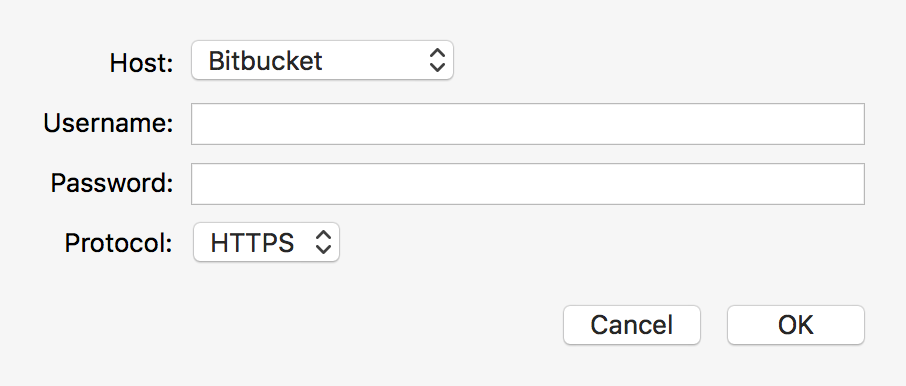 Host: Bitbucket
Username:
Password:
Protocol: HTTPS
Cancel OK